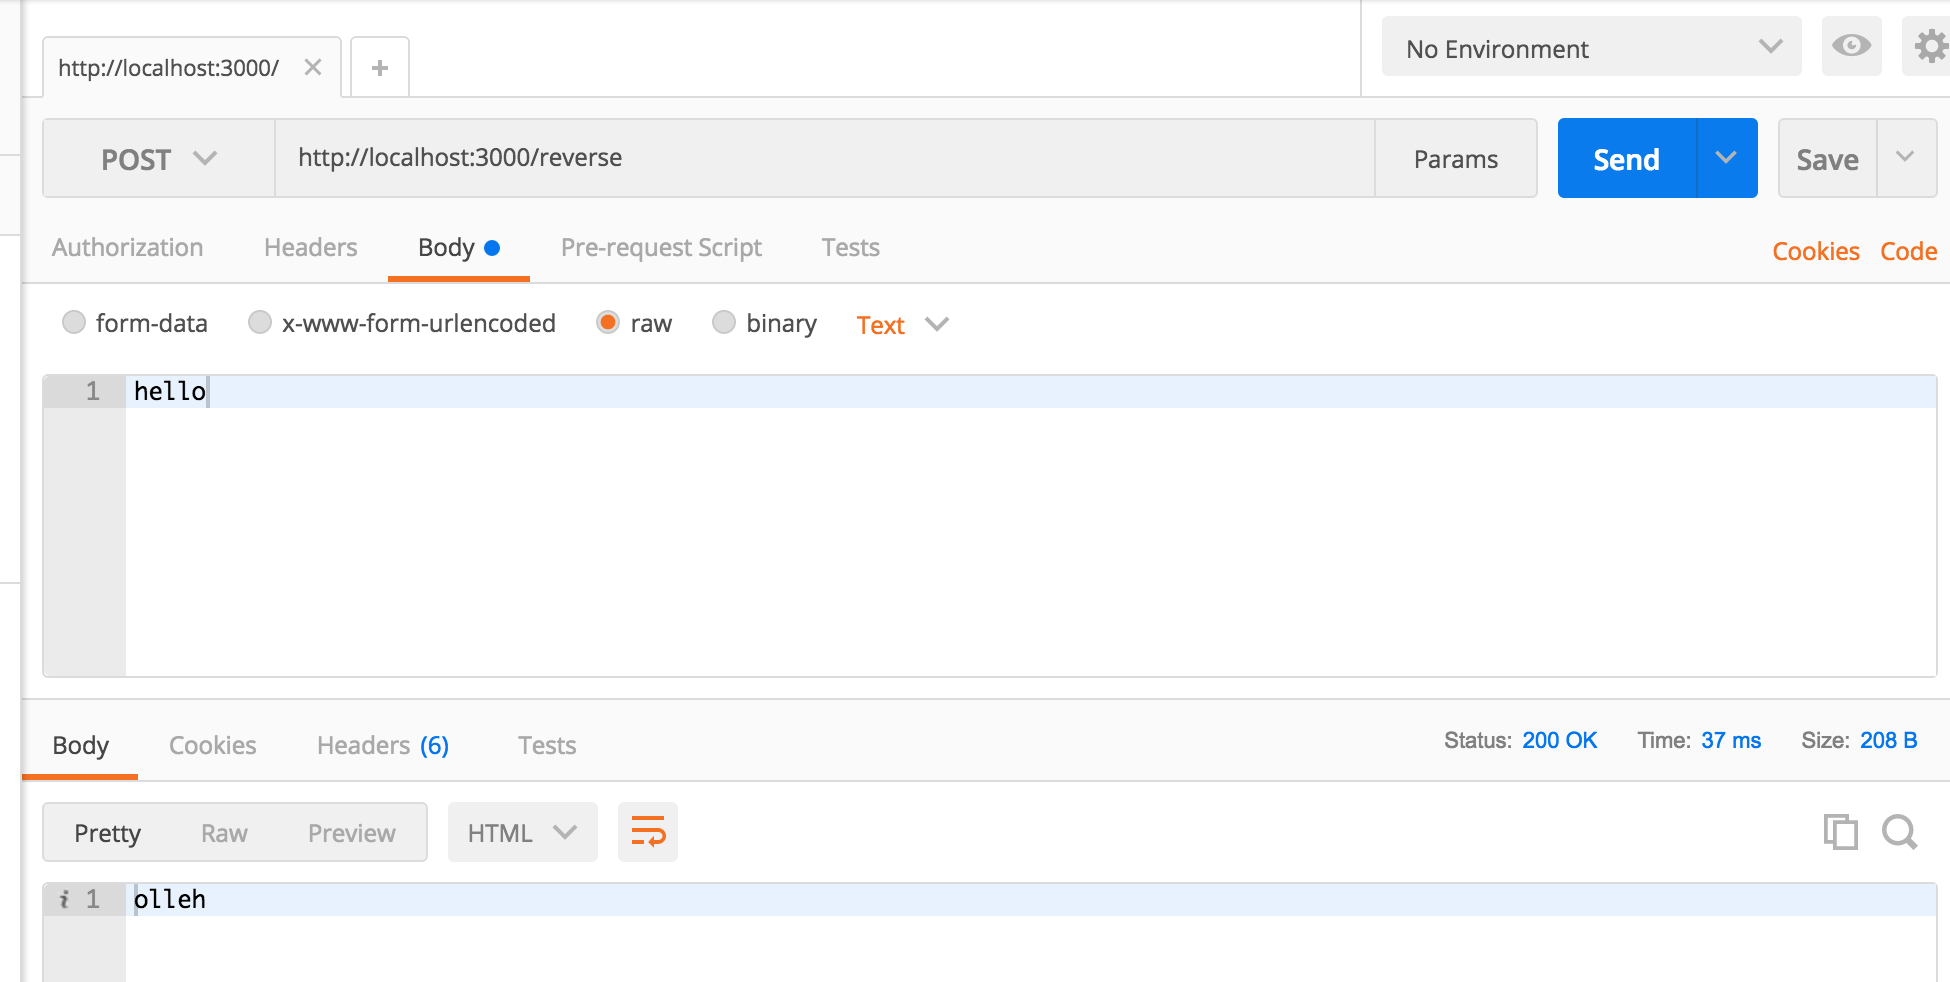 http://localhost:3000/
No Environment
POST http://localhost:3000/reverse Params Send Save
Authorization Headers Body Pre-request Script Tests Cookies Code
form-data x-www-form-urlencoded raw binary Text
1 hello
Body Cookies Headers (6) Tests Status: 200 OK Time: 37 ms Size: 208 B
Pretty Raw Preview HTML
i 1 olleh